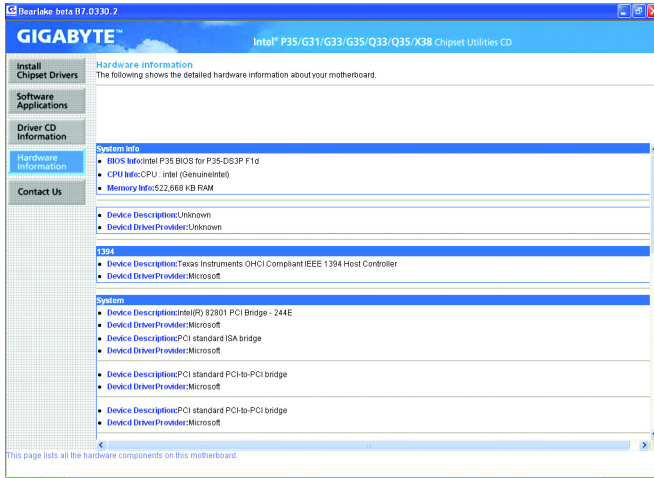 Bearlake beta B7.0330.2
GIGABYTE™
Intel® P35/G31/G33/G35/Q33/Q35/X38 Chipset Utilities CD
Install
Chipset Drivers
Software
Applications
Driver CD
Information
Hardware
Information
Contact Us
Hardware information
The following shows the detailed hardware information about your motherboard.
System Info
• BIOS Info:Intel P35 BIOS for P35-DS3P F1d
• CPU Info:CPU : intel (GenuineIntel)
• Memory Info:522,668 KB RAM
• Device Description:Unknown
• Devicd DriverProvider:Unknown
1394
• Device Description:Texas Instruments OHCI Compliant IEEE 1394 Host Controller
• Devicd DriverProvider:Microsoft
System
• Device Description:Intel(R) 82801 PCI Bridge - 244E
• Devicd DriverProvider:Microsoft
• Device Description:PCI standard ISA bridge
• Devicd DriverProvider:Microsoft
• Device Description:PCI standard PCI-to-PCI bridge
• Devicd DriverProvider:Microsoft
• Device Description:PCI standard PCI-to-PCI bridge
• Devicd DriverProvider:Microsoft
This page lists all the hardware components on this motherboard.